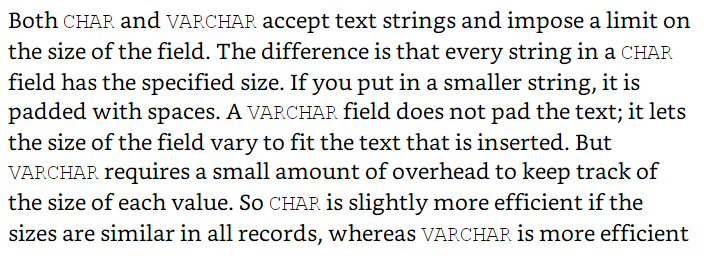 Both CHAR and VARCHAR accept text strings and impose a limit on
the size of the field. The difference is that every string in a CHAR
field has the specified size. If you put in a smaller string, it is
padded with spaces. A VARCHAR field does not pad the text; it lets
the size of the field vary to fit the text that is inserted. But
VARCHAR requires a small amount of overhead to keep track of
the size of each value. So CHAR is slightly more efficient if the
sizes are similar in all records, whereas VARCHAR is more efficient